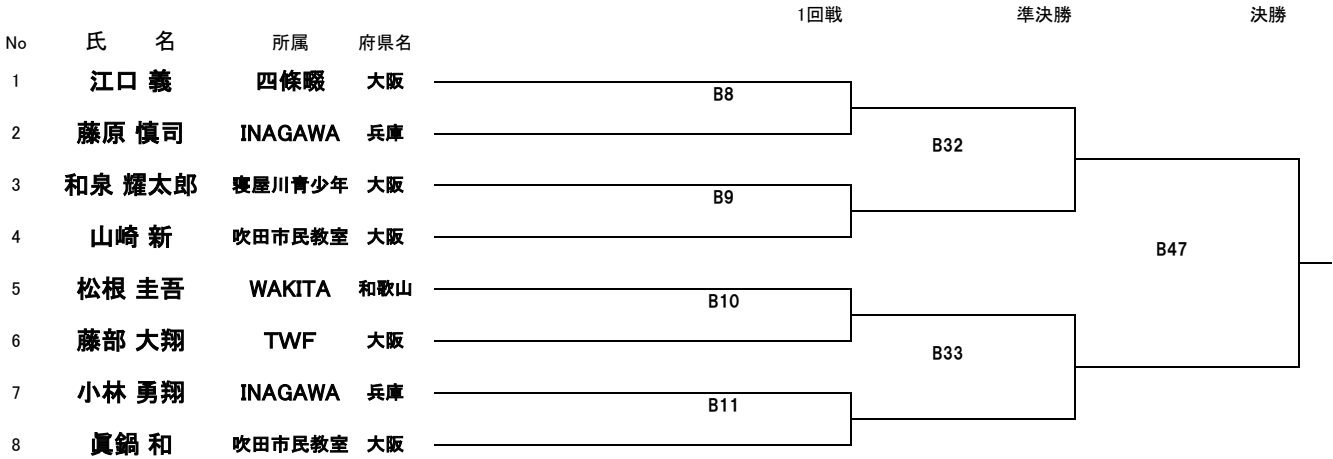 1回戦 準決勝 決勝
No 氏 名 所属 府県名
1 江口 義 四條畷 大阪
B8
2 藤原 慎司 INAGAWA 兵庫
B32
3 和泉 耀太郎 寝屋川青少年 大阪
B9
4 山崎 新 吹田市民教室 大阪
B47
5 松根 圭吾 WAKITA 和歌山
B10
6 藤部 大翔 TWF 大阪
B33
7 小林 勇翔 INAGAWA 兵庫
B11
8 眞鍋 和 吹田市民教室 大阪